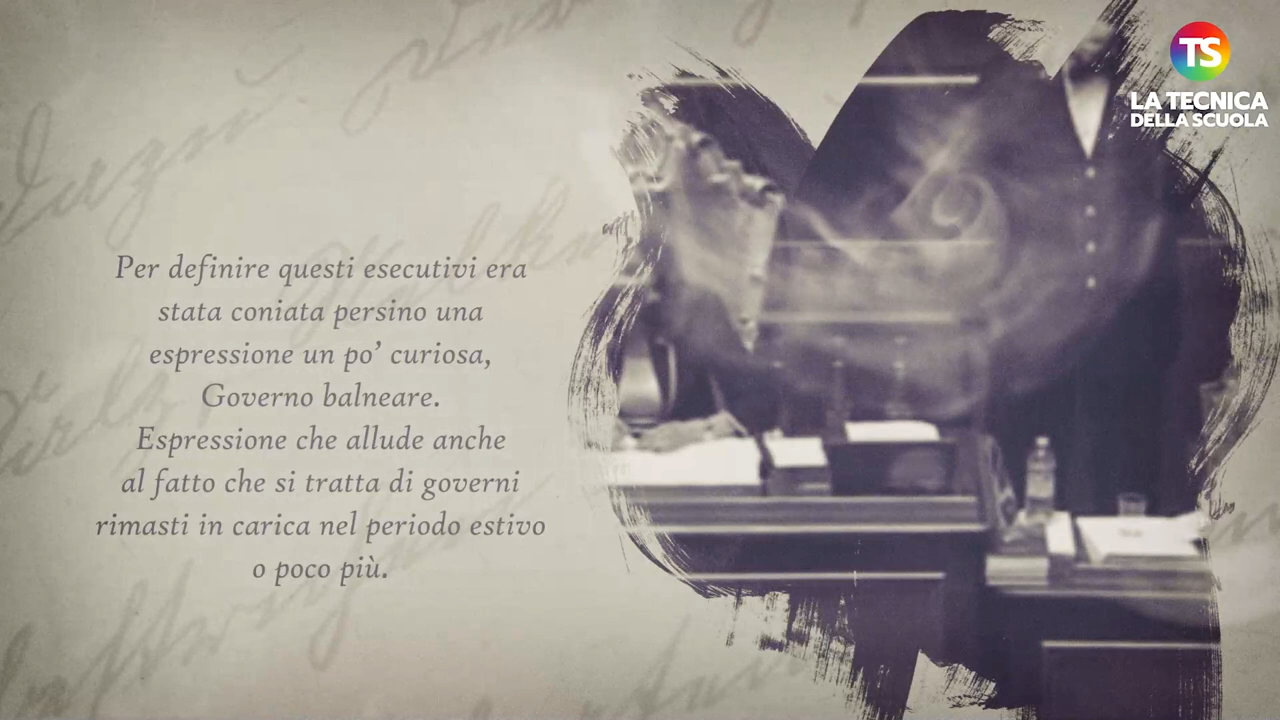 TS
LA TECNICA
DELLA SCUOLA
Per definire questi esecutivi era
stata coniata persino una
espressione un po’ curiosa,
Governo balneare.
Espressione che allude anche
al fatto che si tratta di governi
rimasti in carica nel periodo estivo
o poco più.